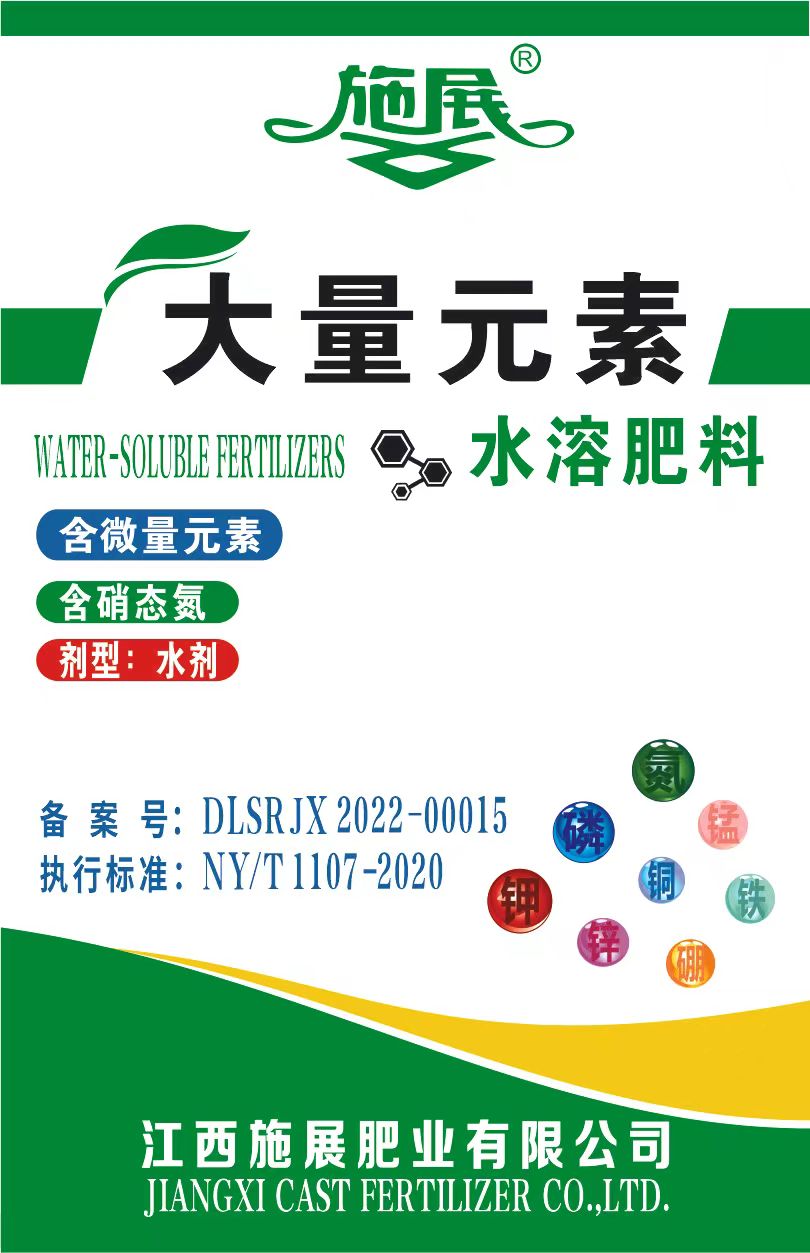 施展®
大量元素
WATER-SOLUBLE FERTILIZERS
水溶肥料
含微量元素
含硝态氮
剂型：水剂
备案号：DLSRJX 2022-00015
执行标准：NY/T 1107-2020
氮
磷
锰
钾
铜
铁
锌
硼
江西施展肥业有限公司
JIANGXI CAST FERTILIZER CO.,LTD.